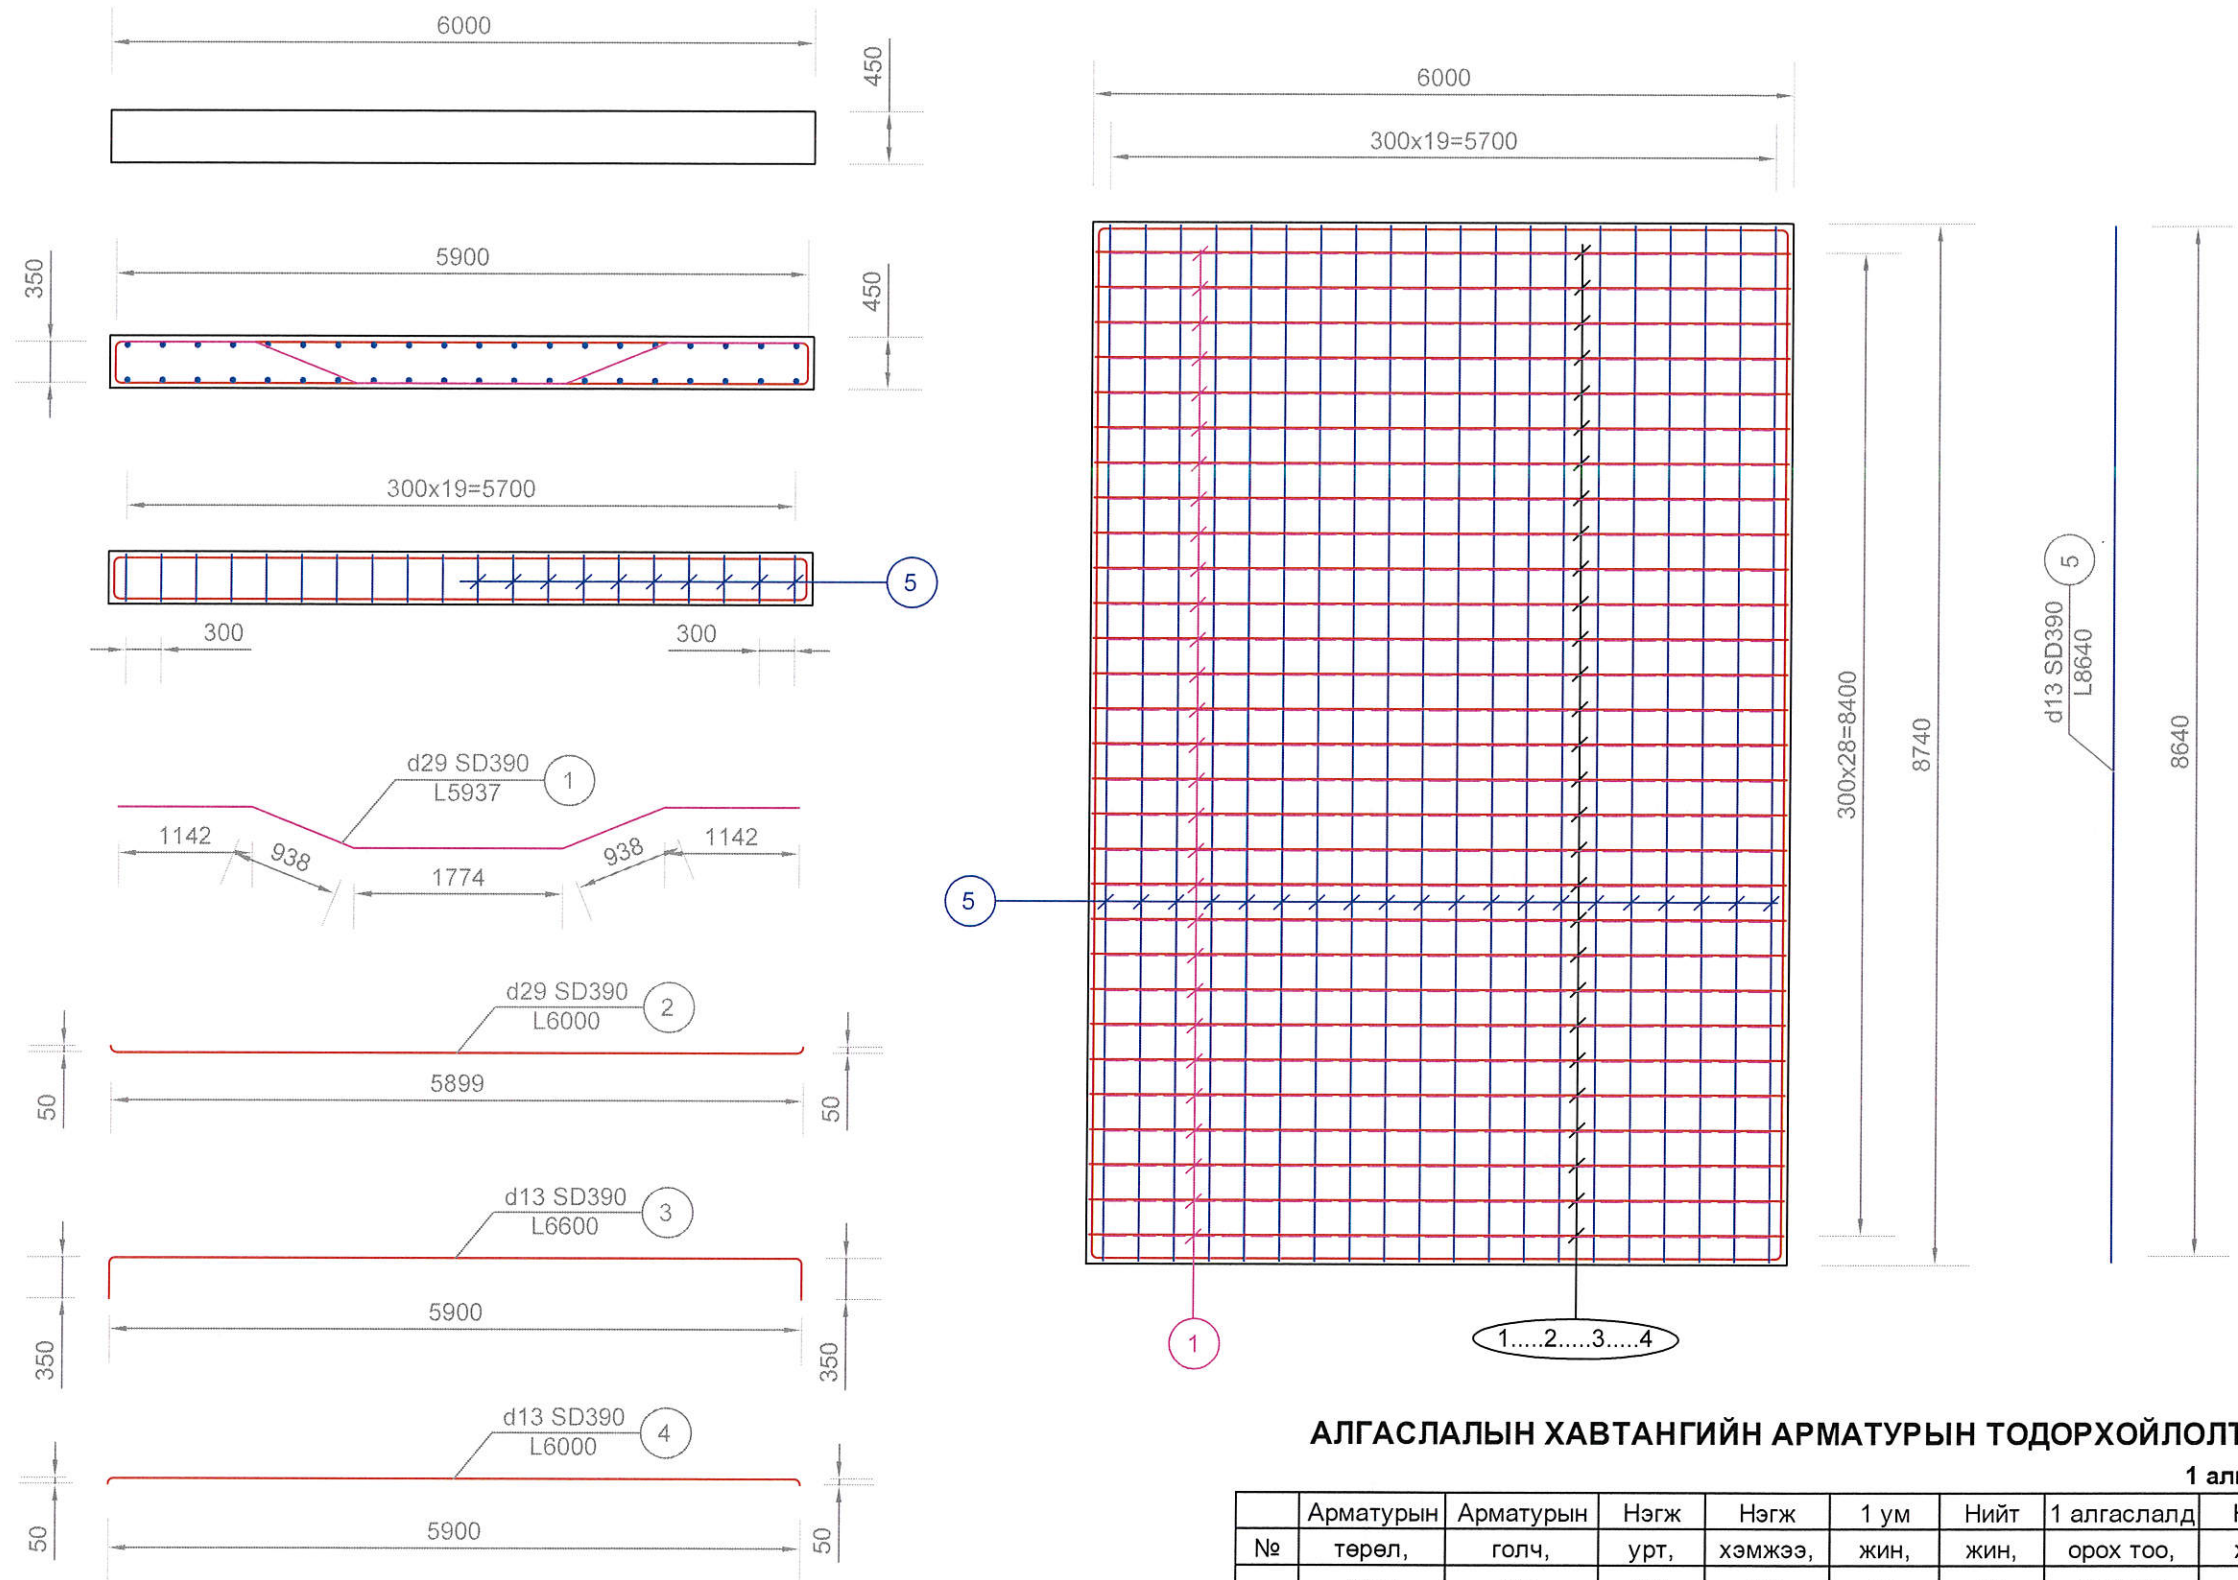 6000
450
5900
350
450
300x19=5700
5
300
300
d29 SD390
L5937
1
1142
938
1774
938
1142
d29 SD390
L6000
2
5899
50
50
d13 SD390
L6600
3
5900
350
350
d13 SD390
L6000
4
5900
50
50
6000
300x19=5700
300x28=8400
8740
d13 SD390
L8640
5
8640
5
1
1.....2.....3.....4
АЛГАСЛАЛЫН ХАВТАНГИЙН АРМАТУРЫН ТОДОРХОЙЛОЛТ
1
Арматурын Арматурын Нэгж Нэгж 1 ум Нийт 1 алгаслалд
№ төрөл, голч, урт, хэмжээ, жин, жин, орох тоо,